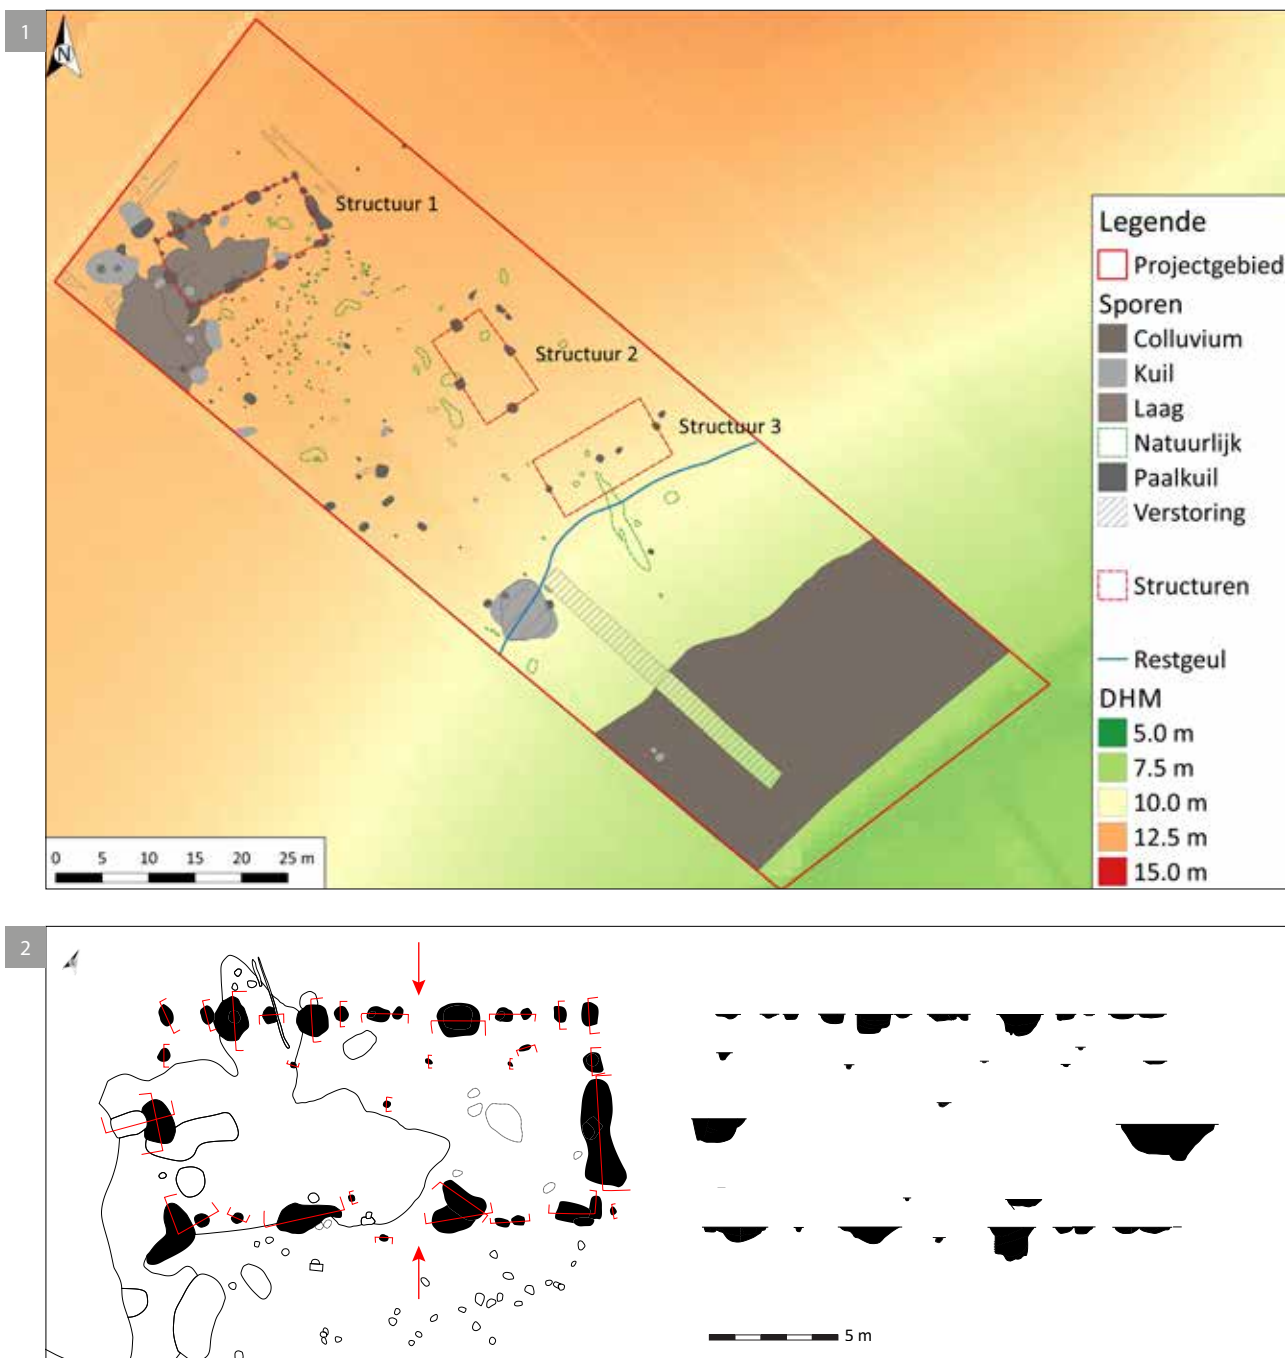 1
N
Structuur 1
Structuur 2
Structuur 3
Legende
Projectgebied
Sporen
Colluvium
Kuil
Laag
Natuurlijk
Paalkuil
Verstoring
Structuren
Restgeul
DHM
5.0 m
7.5 m
10.0 m
12.5 m
15.0 m
0 5 10 15 20 25 m
2
5 m